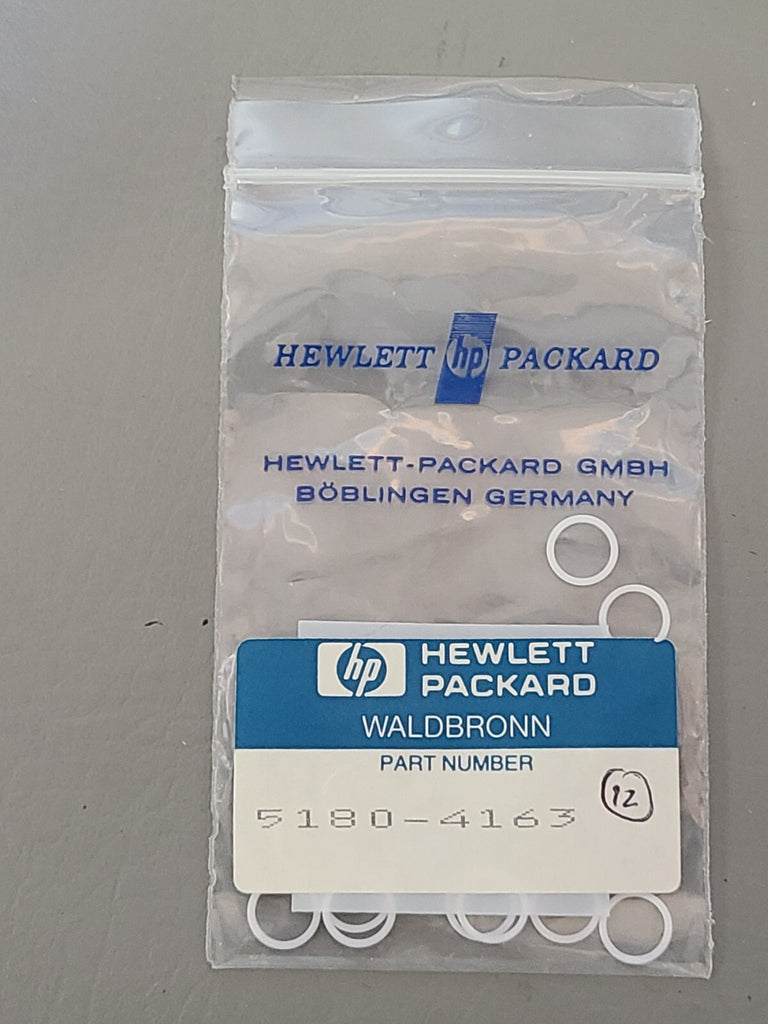 HEWLETT hp PACKARD
HEWLETT-PACKARD GMBH
BÖBLINGEN GERMANY
hp HEWLETT
PACKARD
WALDBRONN
PART NUMBER
12
5180-4163